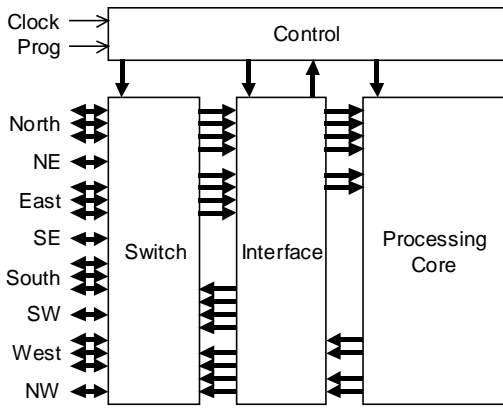 Clock
Prog
Control
North
NE
East
SE
South
SW
West
NW
Switch
Interface
Processing
Core